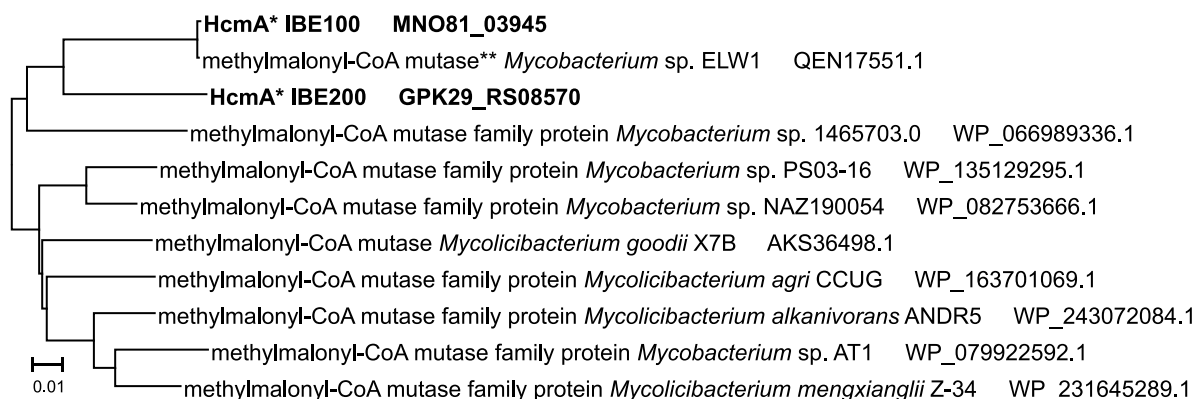 HcmA* IBE100 MNO81_03945
methylmalonyl-CoA mutase** Mycobacterium sp. ELW1 QEN17551.1
HcmA* IBE200 GPK29_RS08570
methylmalonyl-CoA mutase family protein Mycobacterium sp. 1465703.0 WP_066989336.1
methylmalonyl-CoA mutase family protein Mycobacterium sp. PS03-16 WP_135129295.1
methylmalonyl-CoA mutase family protein Mycobacterium sp. NAZ190054 WP_082753666.1
methylmalonyl-CoA mutase Mycolicibacterium goodii X7B AKS36498.1
methylmalonyl-CoA mutase family protein Mycolicibacterium agri CCUG WP_163701069.1
methylmalonyl-CoA mutase family protein Mycolicibacterium alkanivorans ANDR5 WP_243072084.1
methylmalonyl-CoA mutase family protein Mycobacterium sp. AT1 WP_079922592.1
methylmalonyl-CoA mutase family protein Mycolicibacterium mengxianglii Z-34 WP_231645289.1
0.01